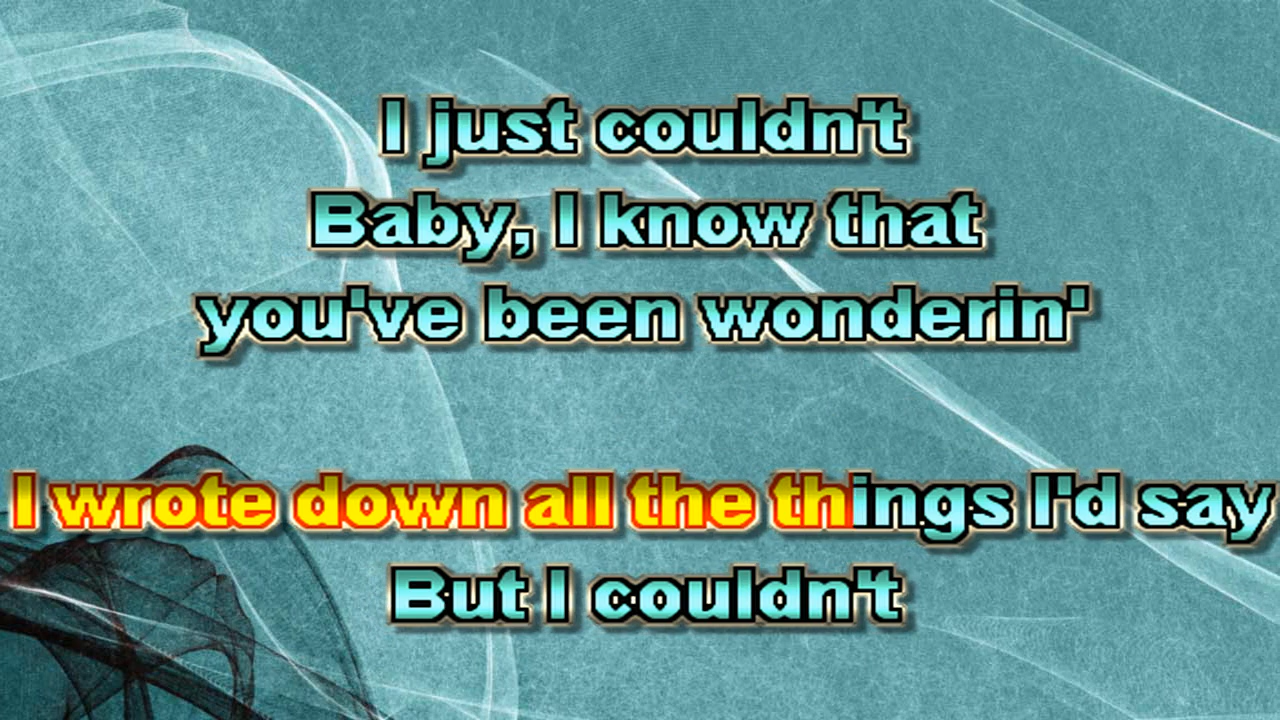 I just couldn't
Baby, I know that
you've been wonderin'
I wrote down all the things I'd say
But I couldn't